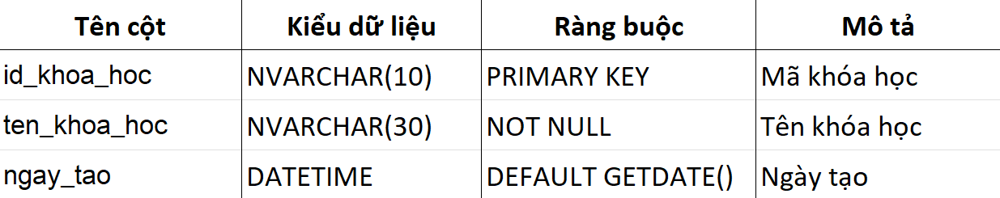 Tên cột Kiểu dữ liệu Ràng buộc Mô tả
id_khoa_hoc NVARCHAR(10) PRIMARY KEY Mã khóa học
ten_khoa_hoc NVARCHAR(30) NOT NULL Tên khóa học
ngay_tao DATETIME DEFAULT GETDATE() Ngày tạo